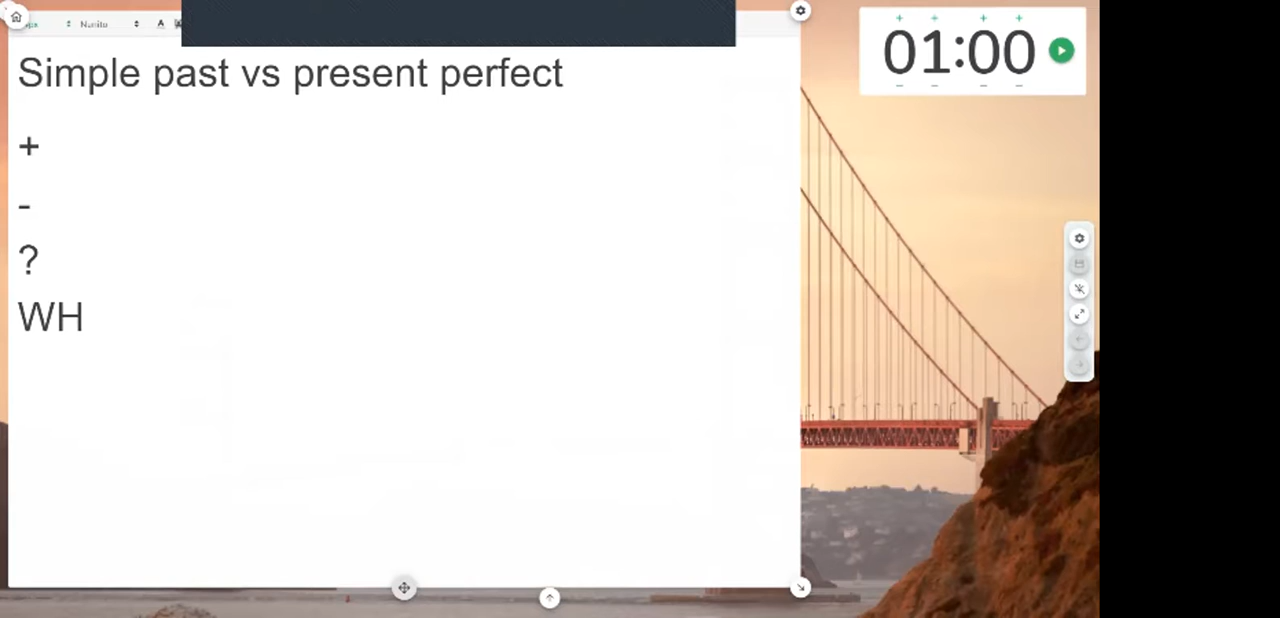 Nunito
A
01:00
Simple past vs present perfect
+
-
?
WH